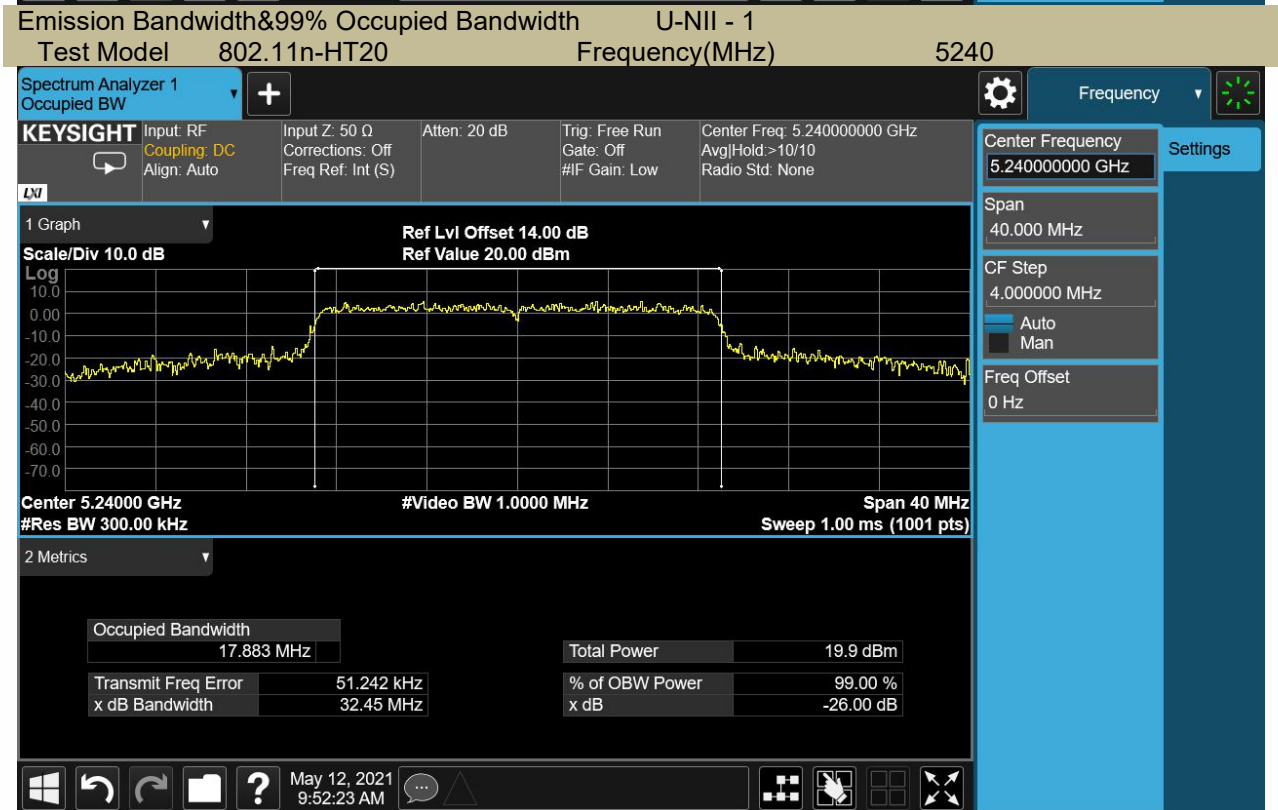 Emission Bandwidth&99% Occupied Bandwidth U-NII - 1
Test Model 802.11n-HT20 Frequency(MHz) 5240
Spectrum Analyzer 1
Occupied BW
+
Frequency
KEYSIGHT
LXI
Input: RF
Coupling: DC
Align: Auto
Input Z: 50 Ω
Corrections: Off
Freq Ref: Int (S)
Atten: 20 dB
Trig: Free Run
Gate: Off
#IF Gain: Low
Center Freq: 5.240000000 GHz
Avg|Hold:>10/10
Radio Std: None
Center Frequency
5.240000000 GHz
Settings
Span
40.000 MHz
CF Step
4.000000 MHz
Auto
Man
Freq Offset
0 Hz
1 Graph
Scale/Div 10.0 dB
Ref Lvl Offset 14.00 dB
Ref Value 20.00 dBm
Log
10.0
0.00
-10.0
-20.0
-30.0
-40.0
-50.0
-60.0
-70.0
Center 5.24000 GHz
#Res BW 300.00 kHz
#Video BW 1.0000 MHz
Span 40 MHz
Sweep 1.00 ms (1001 pts)
2 Metrics
Occupied Bandwidth
17.883 MHz
Total Power 19.9 dBm
Transmit Freq Error 51.242 kHz
% of OBW Power 99.00 %
x dB Bandwidth 32.45 MHz
x dB -26.00 dB
?
May 12, 2021
9:52:23 AM